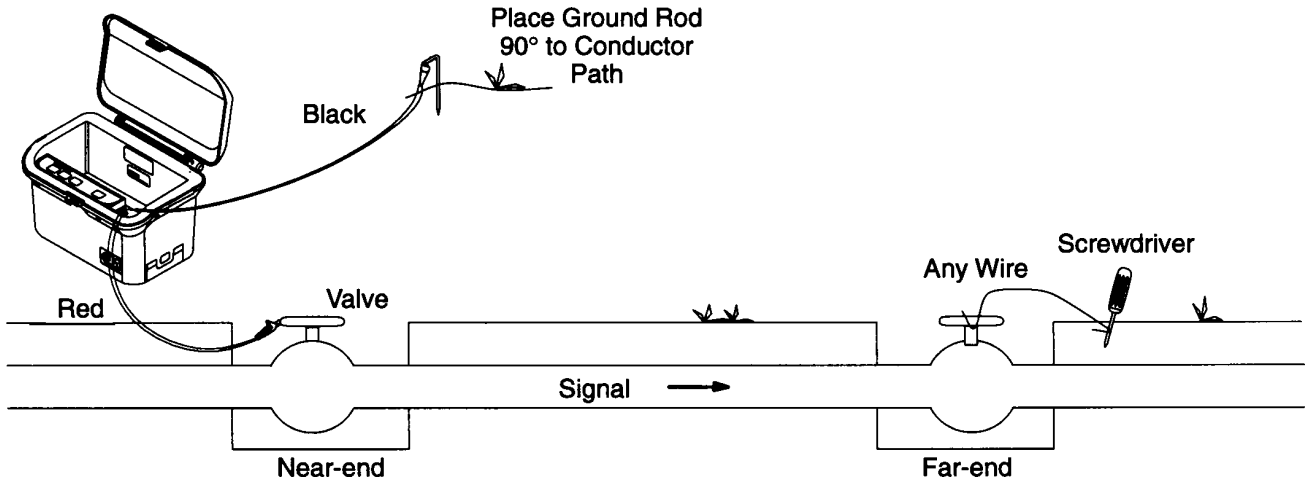 Place Ground Rod
90° to Conductor
Path
Black
Screwdriver
Any Wire
Red
Valve
Signal
Near-end
Far-end